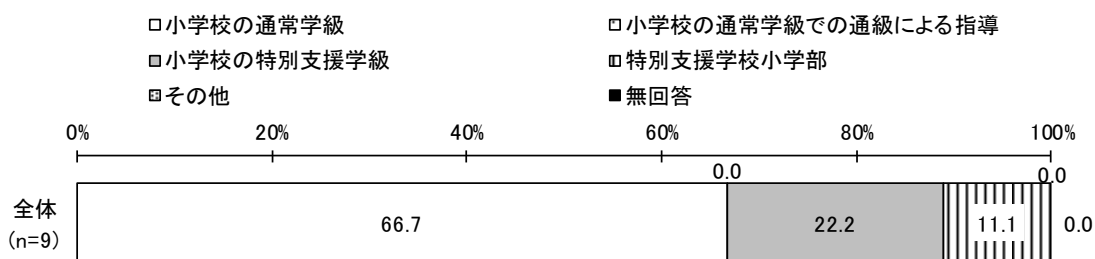 □小学校の通常学級 □小学校の通常学級での通級による指導
□小学校の特別支援学級 □特別支援学校小学部
□その他 ■無回答
0% 20% 40% 60% 80% 100%
0.0 0.0
全体 66.7 22.2 11.1 0.0
(n=9)